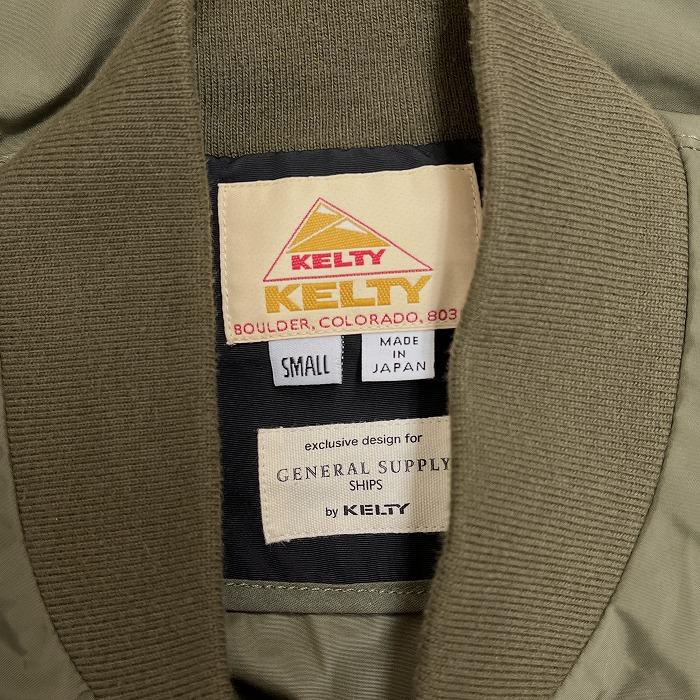 KELTY
KELTY
BOULDER, COLORADO, 803
SMALL
MADE
IN
JAPAN
exclusive design for
GENERAL SUPPLY
SHIPS
by KELTY